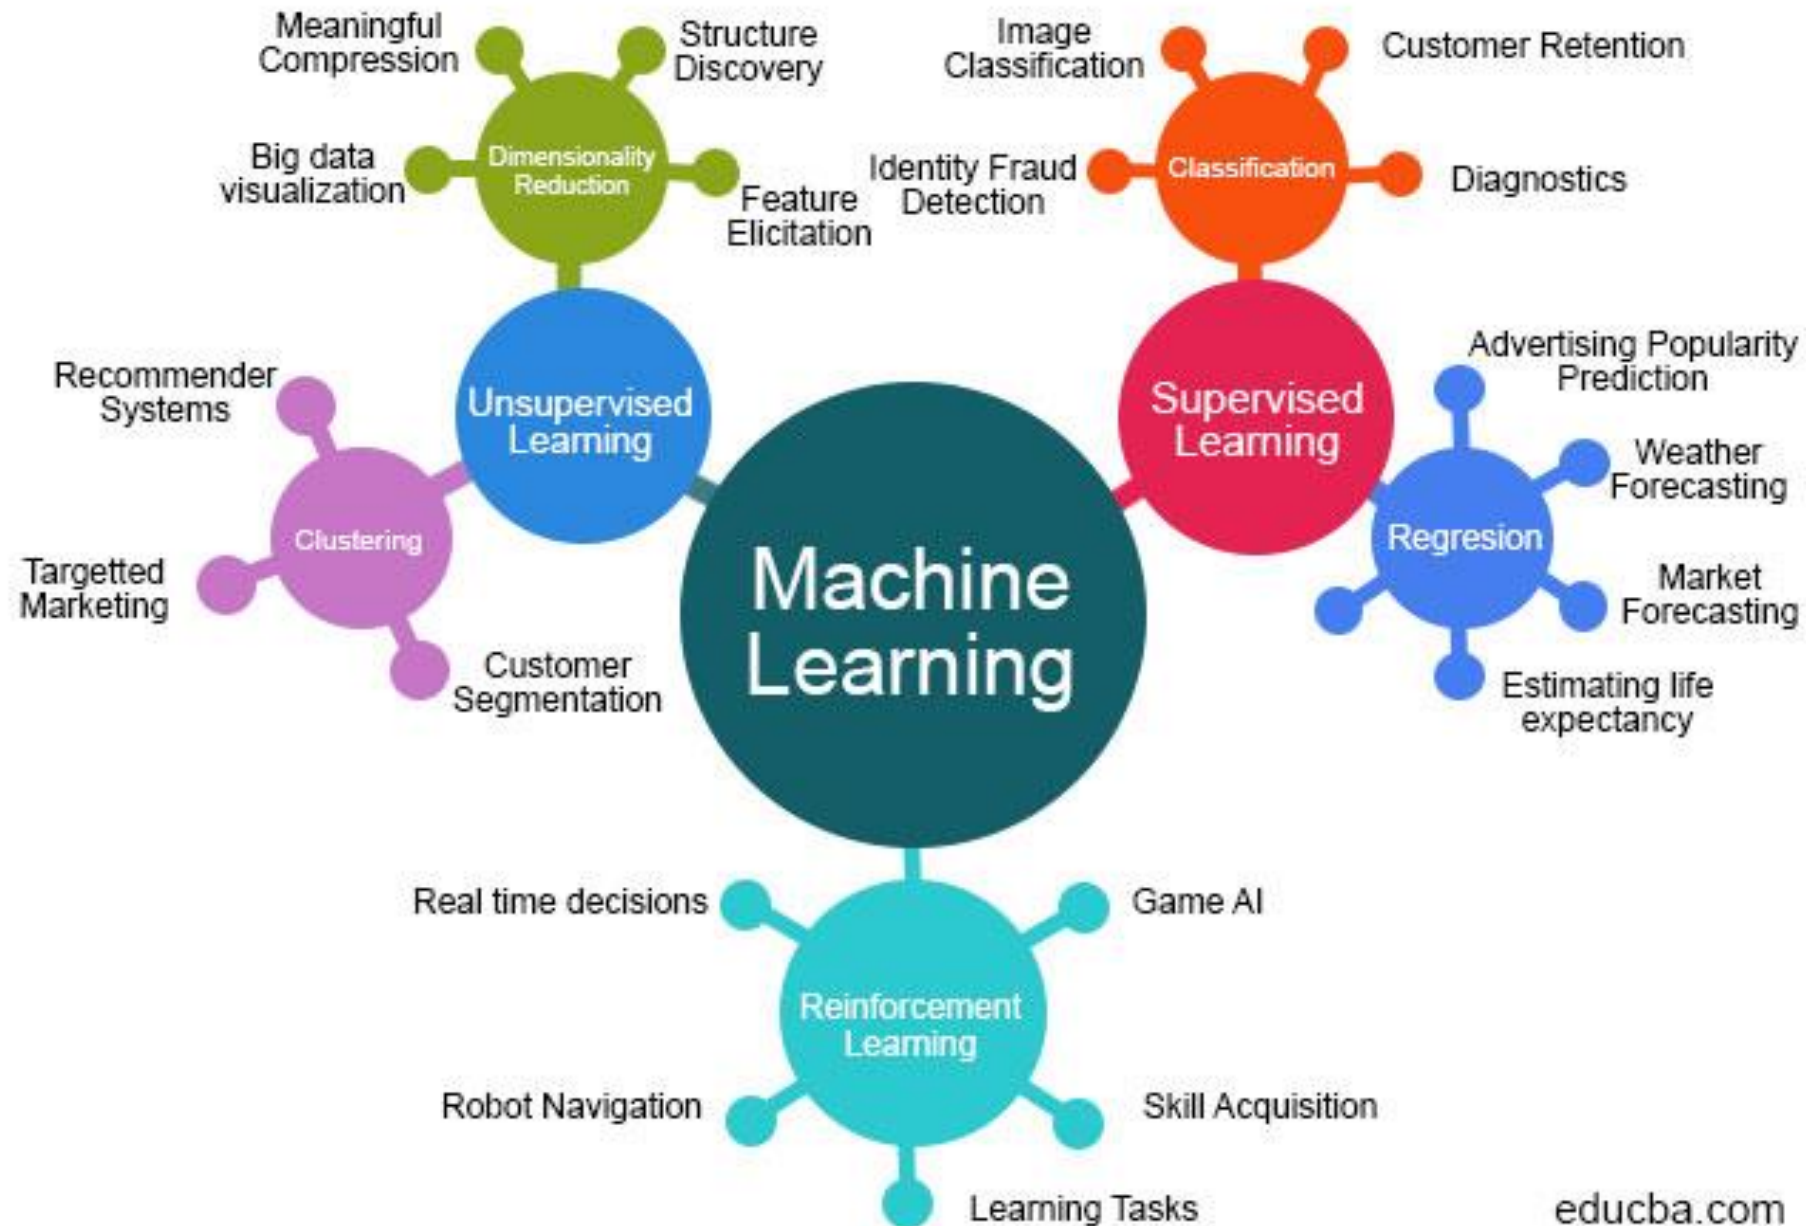 Meaningful
Compression
Structure
Discovery
Big data
visualization
Dimensionality
Reduction
Feature
Elicitation
Image
Classification
Customer Retention
Identity Fraud
Detection
Classification
Diagnostics
Recommender
Systems
Unsupervised
Learning
Clustering
Targetted
Marketing
Customer
Segmentation
Machine
Learning
Supervised
Learning
Advertising Popularity
Prediction
Weather
Forecasting
Regresion
Market
Forecasting
Estimating life
expectancy
Real time decisions
Game AI
Reinforcement
Learning
Robot Navigation
Skill Acquisition
Learning Tasks
educba.com